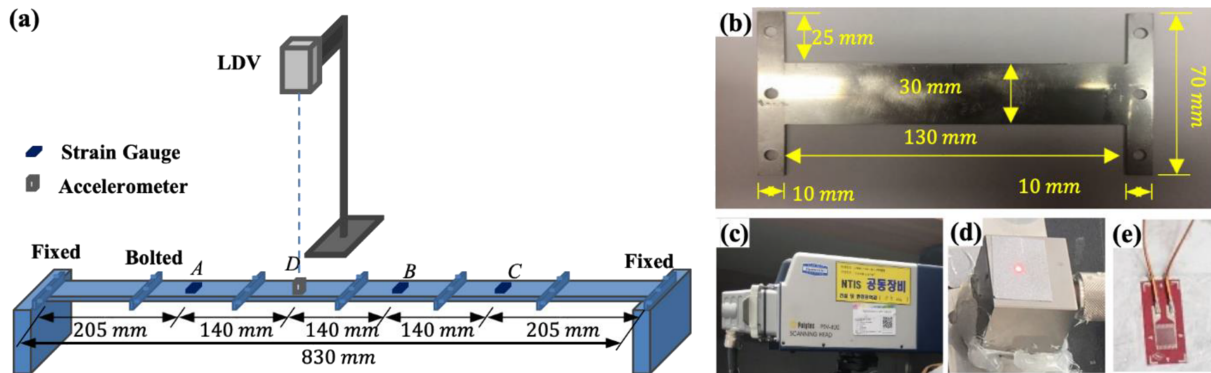 (a)
LDV
Strain Gauge
Accelerometer
Fixed
Bolted
A
D
B
C
Fixed
205 mm
140 mm
140 mm
140 mm
205 mm
830 mm
(b)
25 mm
30 mm
70 mm
130 mm
10 mm
10 mm
(c)
NTIS 공동장비
Polytec
SCANNING HEAD
(d)
(e)